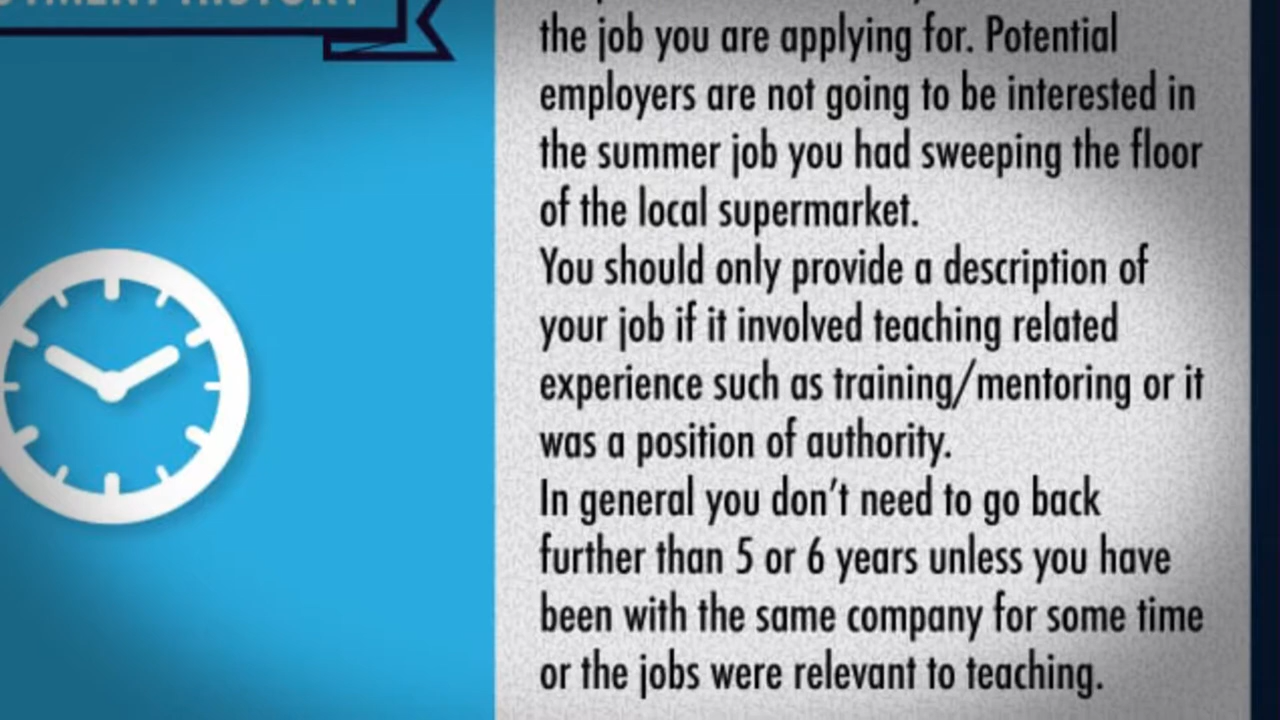 HISTORY
the job you are applying for. Potential
employers are not going to be interested in
the summer job you had sweeping the floor
of the local supermarket.
You should only provide a description of
your job if it involved teaching related
experience such as training/mentoring or it
was a position of authority.
In general you don’t need to go back
further than 5 or 6 years unless you have
been with the same company for some time
or the jobs were relevant to teaching.